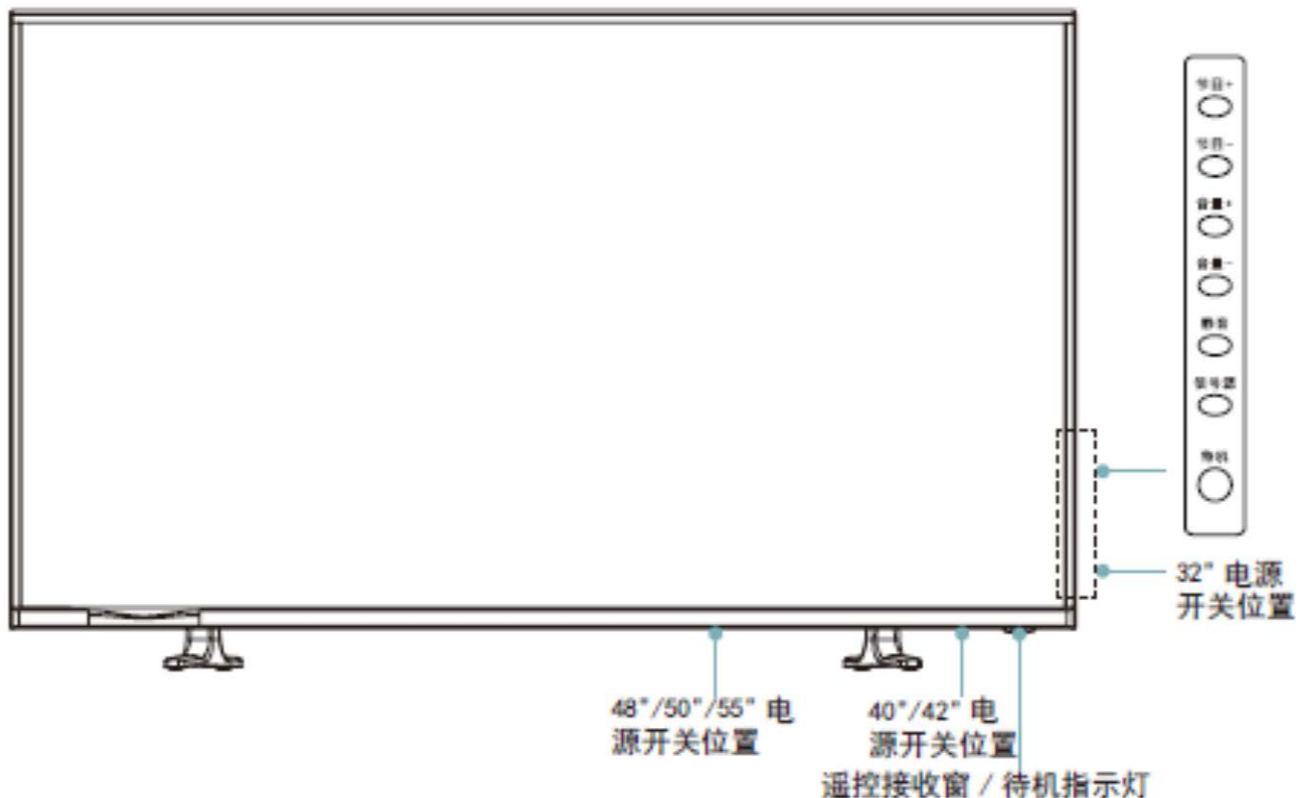 节目+
节目-
音量+
音量-
静音
信号源
待机
32" 电源
开关位置
48"/50"/55" 电
源开关位置
40"/42" 电
源开关位置
遥控接收窗 / 待机指示灯